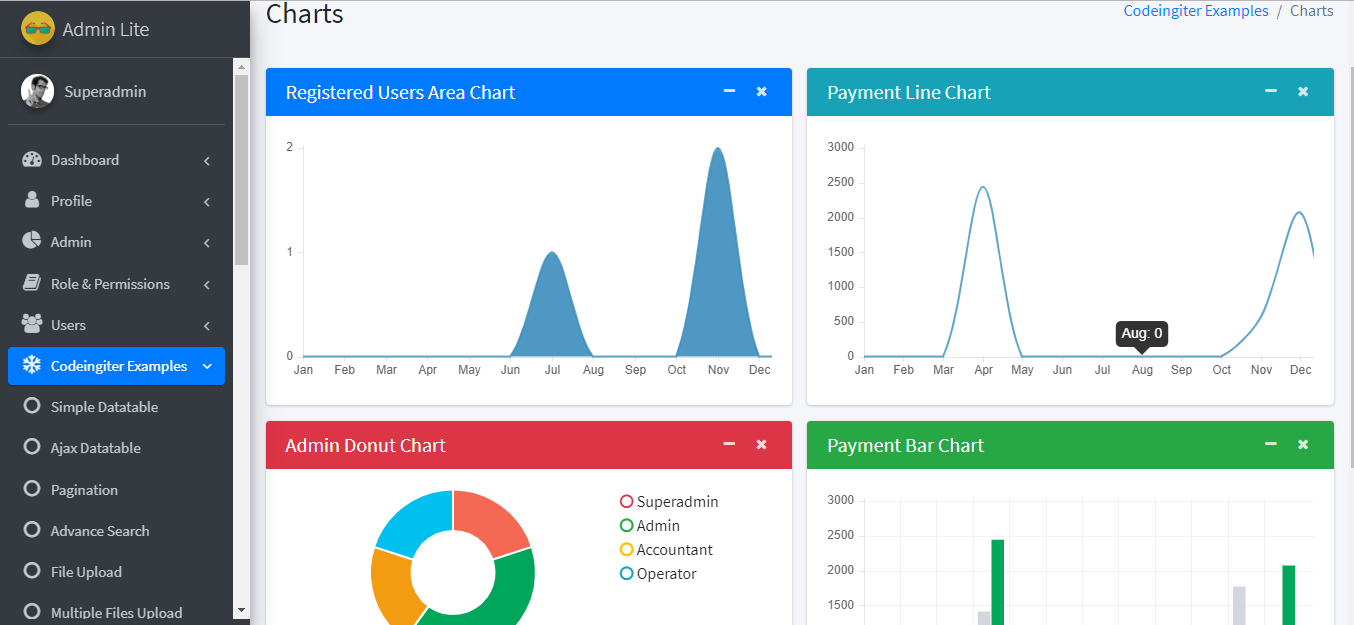 Admin Lite
Superadmin
Dashboard
Profile
Admin
Role & Permissions
Users
Codeingiter Examples
Simple Datatable
Ajax Datatable
Pagination
Advance Search
File Upload
Multiple Files Upload
Charts
Codeingiter Examples / Charts
Registered Users Area Chart
2
1
0
Jan Feb Mar Apr May Jun Jul Aug Sep Oct Nov Dec
Payment Line Chart
3000
2500
2000
1500
1000
500
0
Aug: 0
Jan Feb Mar Apr May Jun Jul Aug Sep Oct Nov Dec
Admin Donut Chart
Superadmin
Admin
Accountant
Operator
Payment Bar Chart
3000
2500
2000
1500